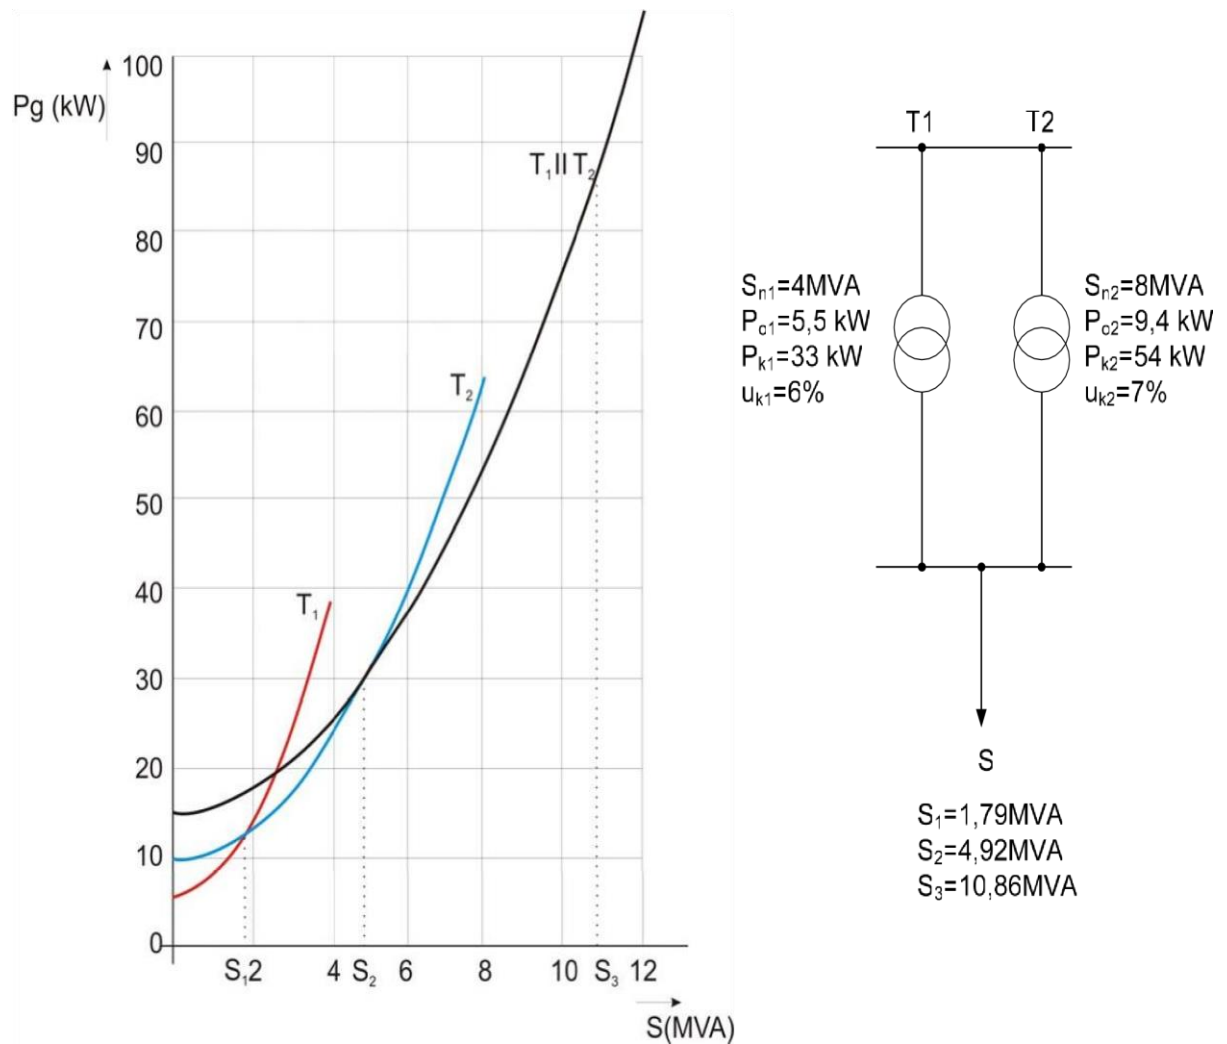 Pg (kW)
100
90
80
70
60
50
40
30
20
10
0
T₁
T₂
T₁II T₂
S₁ 2 4 S₂ 6 8 10 S₃ 12
S(MVA)
T1 T2
Sₙ₁=4MVA
Pₒ₁=5,5 kW
Pₖ₁=33 kW
uₖ₁=6%
Sₙ₂=8MVA
Pₒ₂=9,4 kW
Pₖ₂=54 kW
uₖ₂=7%
S
S₁=1,79MVA
S₂=4,92MVA
S₃=10,86MVA